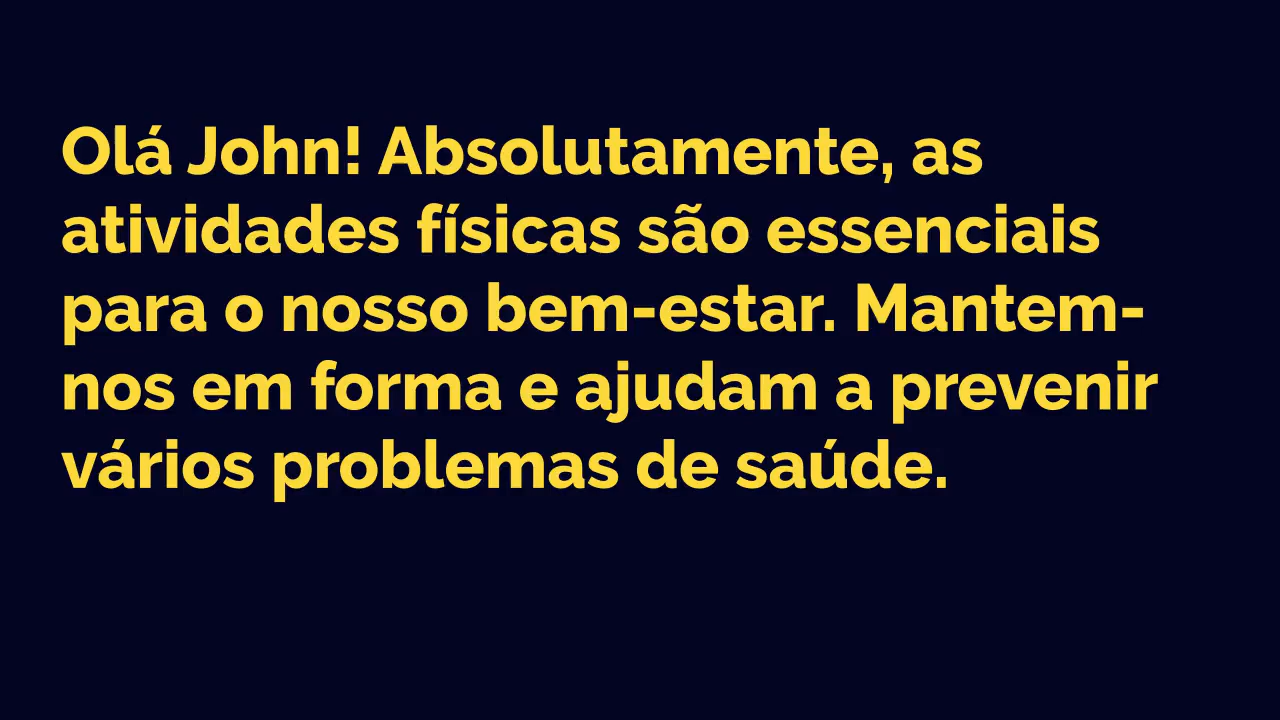 Olá John! Absolutamente, as
atividades físicas são essenciais
para o nosso bem-estar. Mantem-
nos em forma e ajudam a prevenir
vários problemas de saúde.